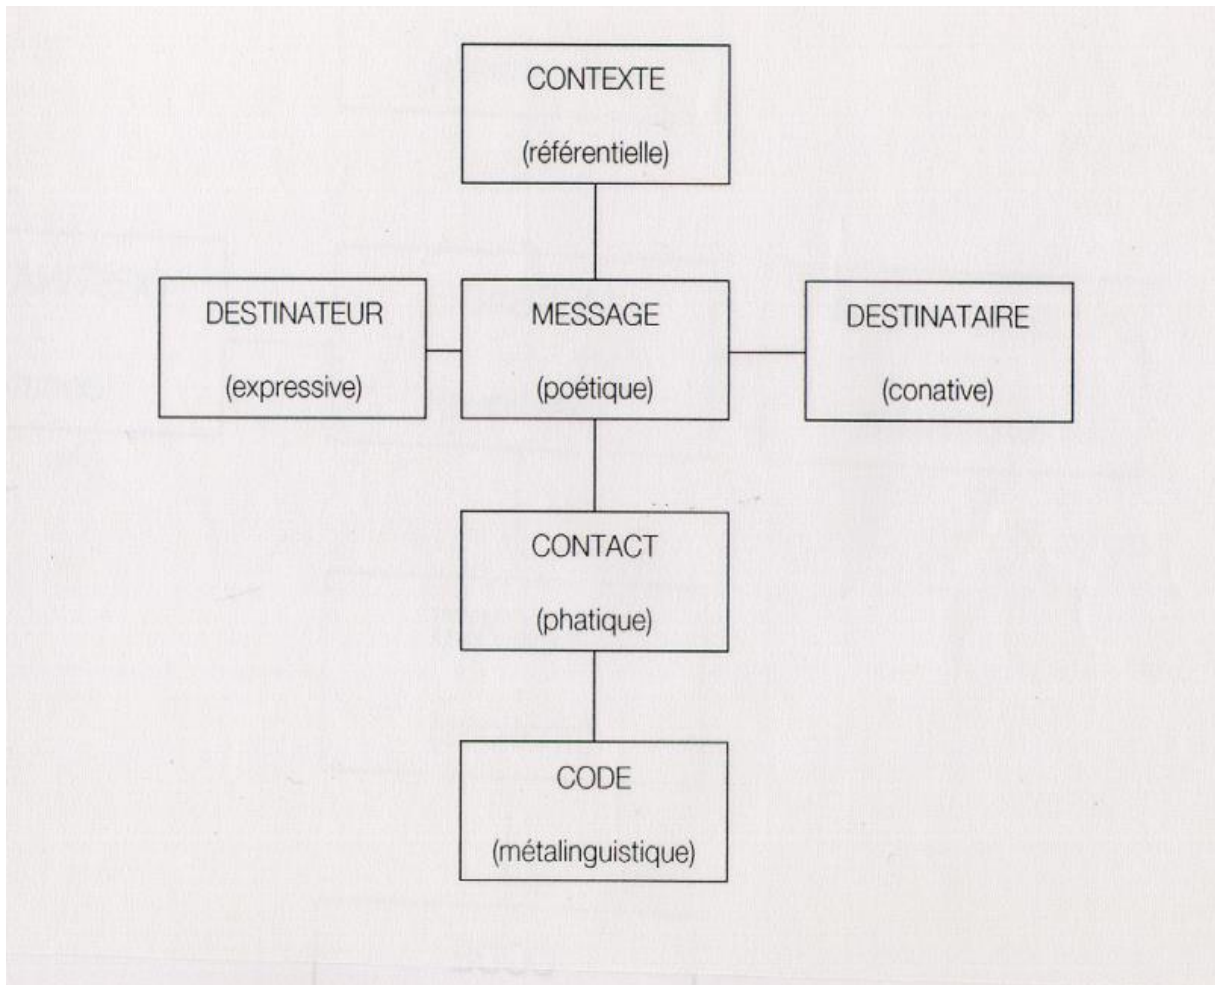 CONTEXTE
(référentielle)
DESTINATEUR
(expressive)
MESSAGE
(poétique)
DESTINATAIRE
(conative)
CONTACT
(phatique)
CODE
(métalinguistique)